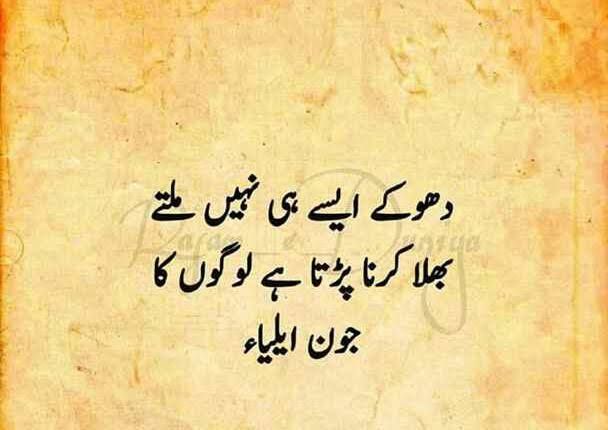 دھوکے ایسے ہی نہیں ملتے
بھلا کرنا پڑتا ہے لوگوں کا
جون ایلیاء